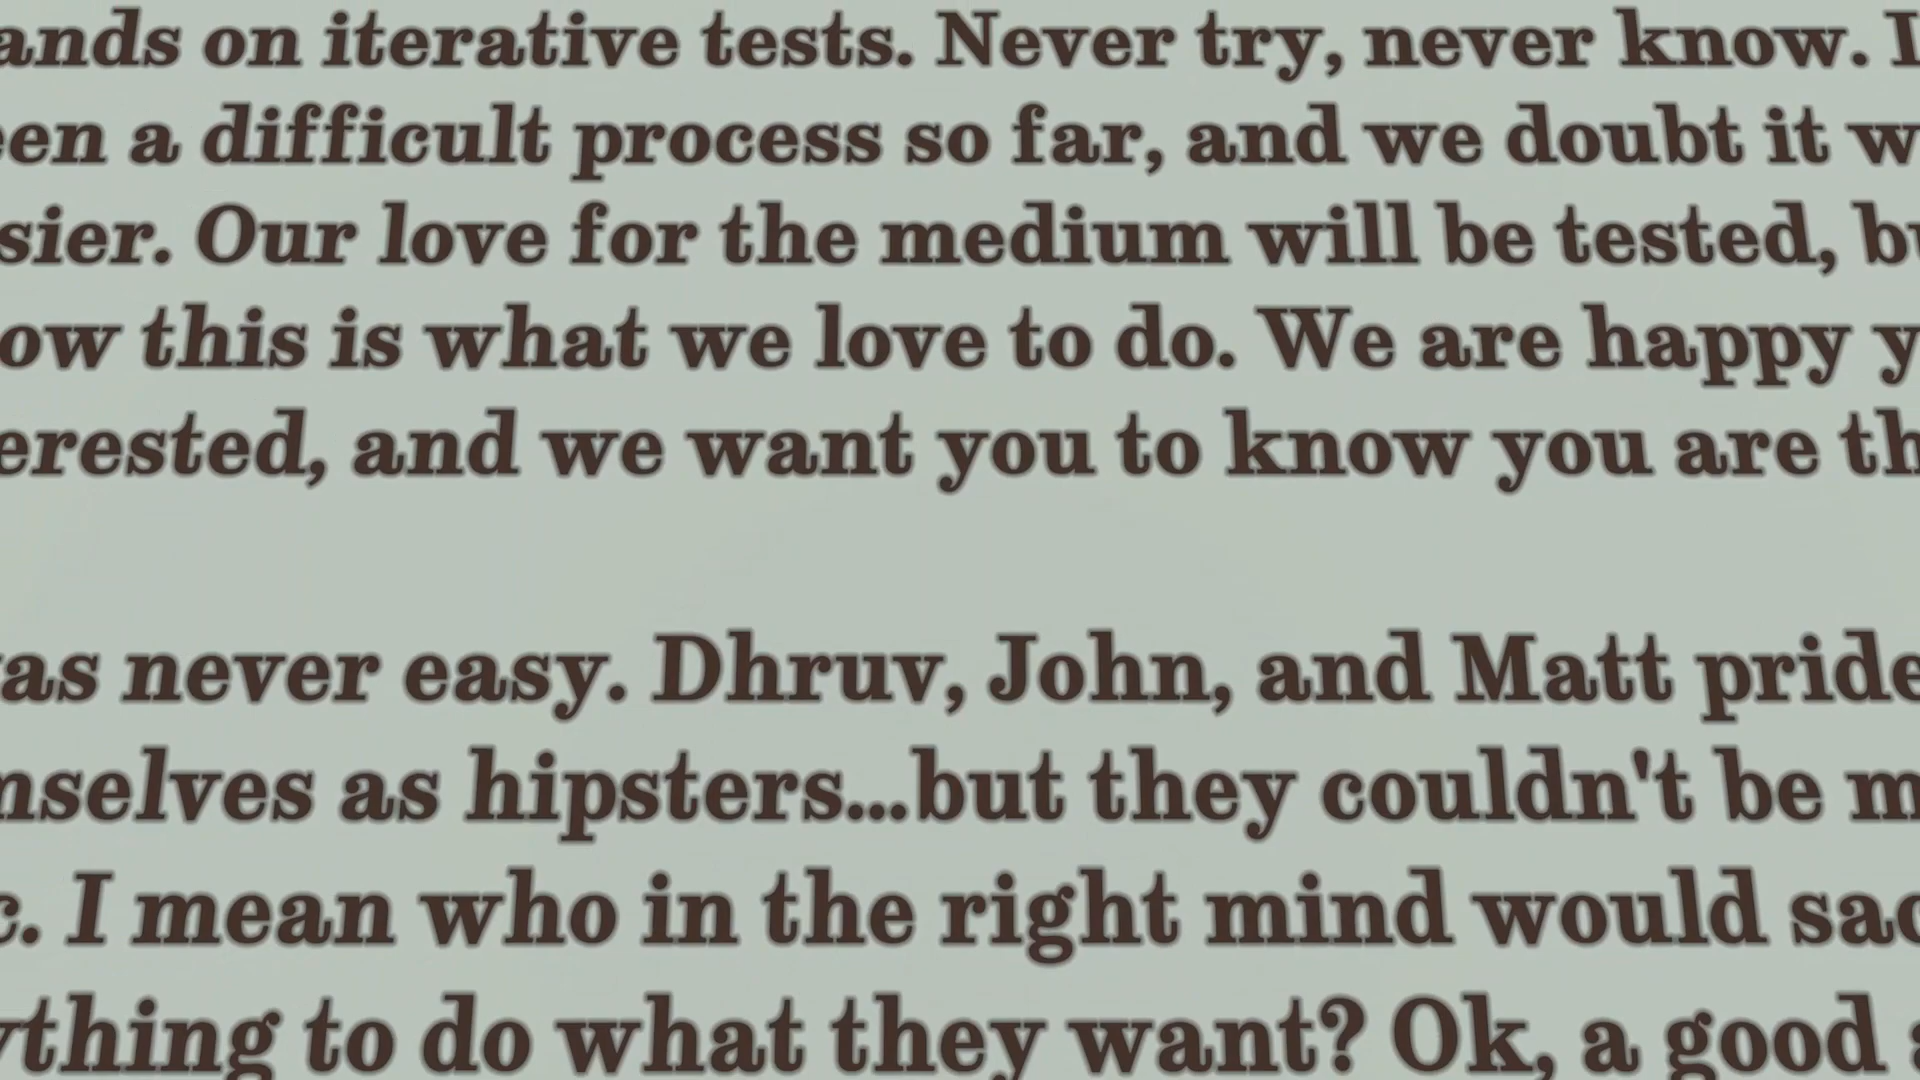 ands on iterative tests. Never try, never know. I
een a difficult process so far, and we doubt it w
sier. Our love for the medium will be tested, bu
ow this is what we love to do. We are happy y
erested, and we want you to know you are th
as never easy. Dhruv, John, and Matt pride
nselves as hipsters...but they couldn't be m
c. I mean who in the right mind would sac
ything to do what they want? Ok, a good a